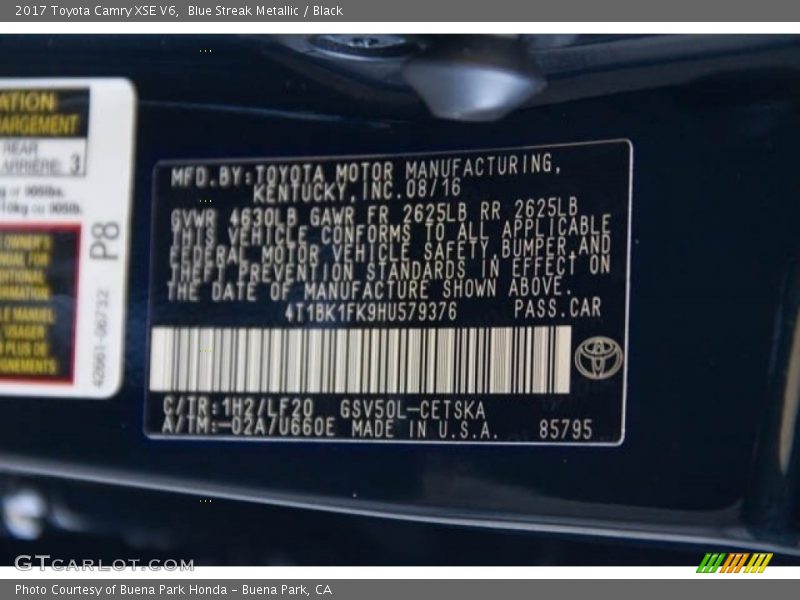 2017 Toyota Camry XSE V6,  Blue Streak Metallic / Black
ATION
ARGEMENT
REAR
ARRIÈRE 3
P8
42661-06732
MFD.BY:TOYOTA MOTOR MANUFACTURING,
KENTUCKY,INC.08/16
GVWR 4630LB GAWR FR 2625LB RR 2625LB
THIS VEHICLE CONFORMS TO ALL APPLICABLE
FEDERAL MOTOR VEHICLE SAFETY,BUMPER,AND
THEFT PREVENTION STANDARDS IN EFFECT ON
THE DATE OF MANUFACTURE SHOWN ABOVE.
4T1BK1FK9HU579376 PASS.CAR
C/TR:1H2/LF20 GSV50L-CETSKA
A/TM:-02A/U660E MADE IN U.S.A. 85795
GTCARLOT.COM
Photo Courtesy of Buena Park Honda - Buena Park, CA